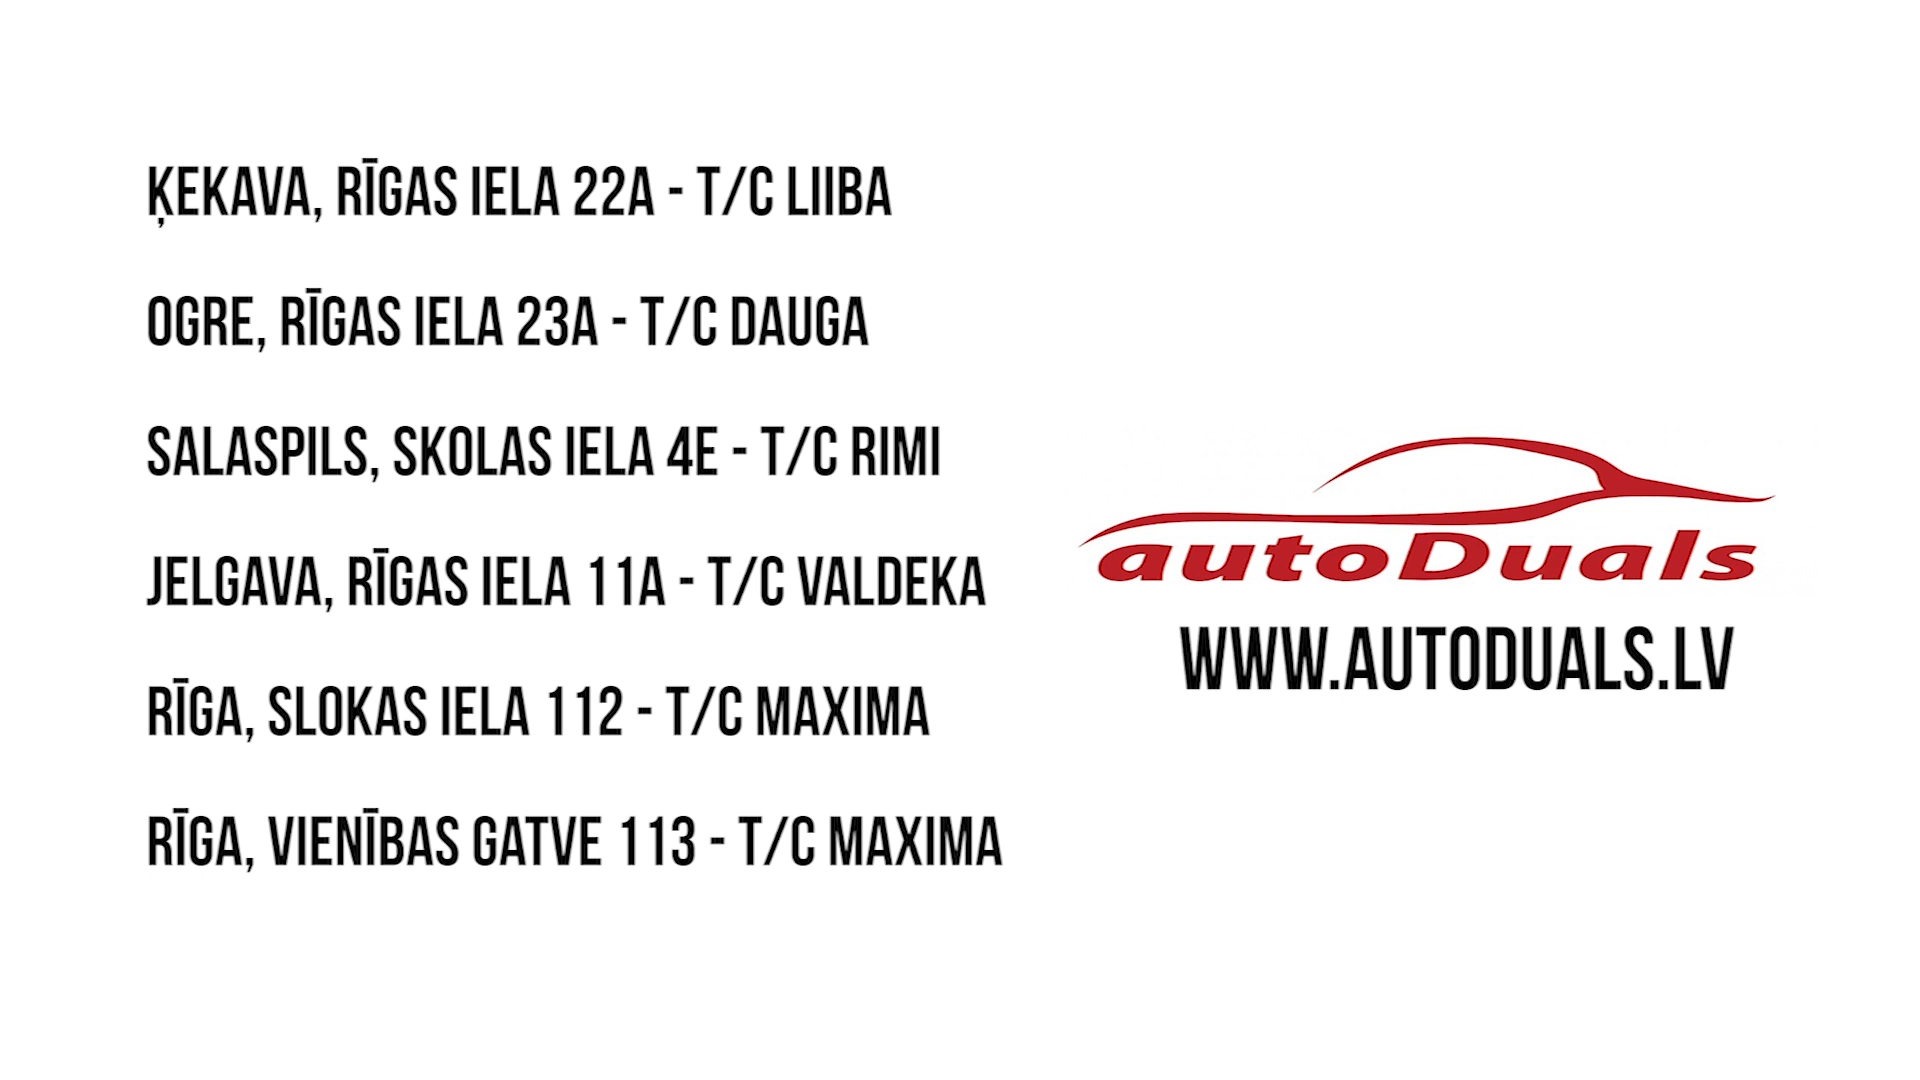 ĶEKAVA, RĪGAS IELA 22A - T/C LIIBA
OGRE, RĪGAS IELA 23A - T/C DAUGA
SALASPILS, SKOLAS IELA 4E - T/C RIMI
JELGAVA, RĪGAS IELA 11A - T/C VALDEKA
RĪGA, SLOKAS IELA 112 - T/C MAXIMA
RĪGA, VIENĪBAS GATVE 113 - T/C MAXIMA
autoDuals
WWW.AUTODUALS.LV